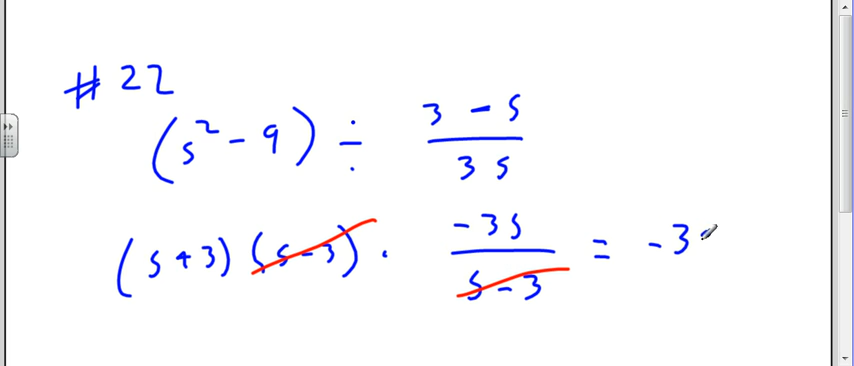 #22
(s² - 9) ÷ (3 - s)/(3s)
(s + 3)(s - 3) · (-3s)/(s - 3) = -3